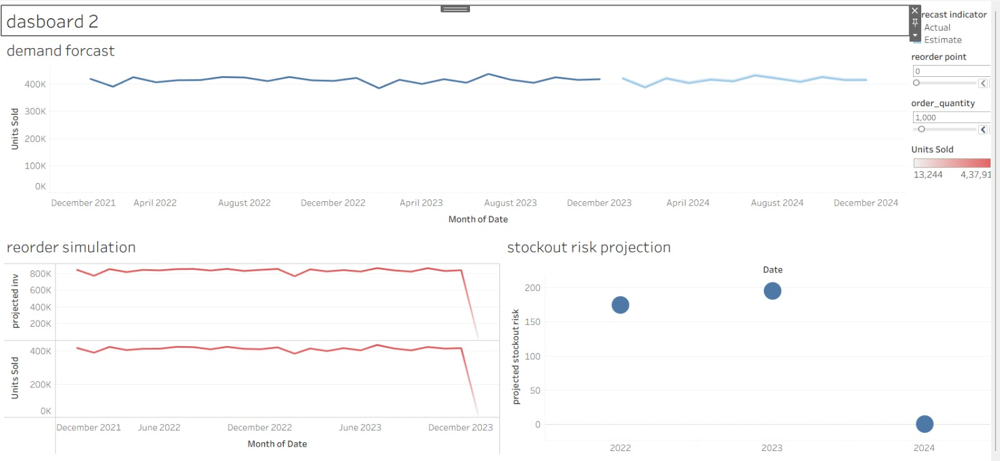 dasboard 2
recast indicator
Actual
Estimate
reorder point
0
order_quantity
1,000
Units Sold
13,244 4,37,91
demand forcast
Units Sold
400K
300K
200K
100K
0K
December 2021 April 2022 August 2022 December 2022 April 2023 August 2023 December 2023 April 2024 August 2024 December 2024
Month of Date
reorder simulation
projected inv
800K
600K
400K
200K
Units Sold
400K
200K
0K
December 2021 June 2022 December 2022 June 2023 December 2023
Month of Date
stockout risk projection
Date
projected stockout risk
200
150
100
50
0
2022 2023 2024